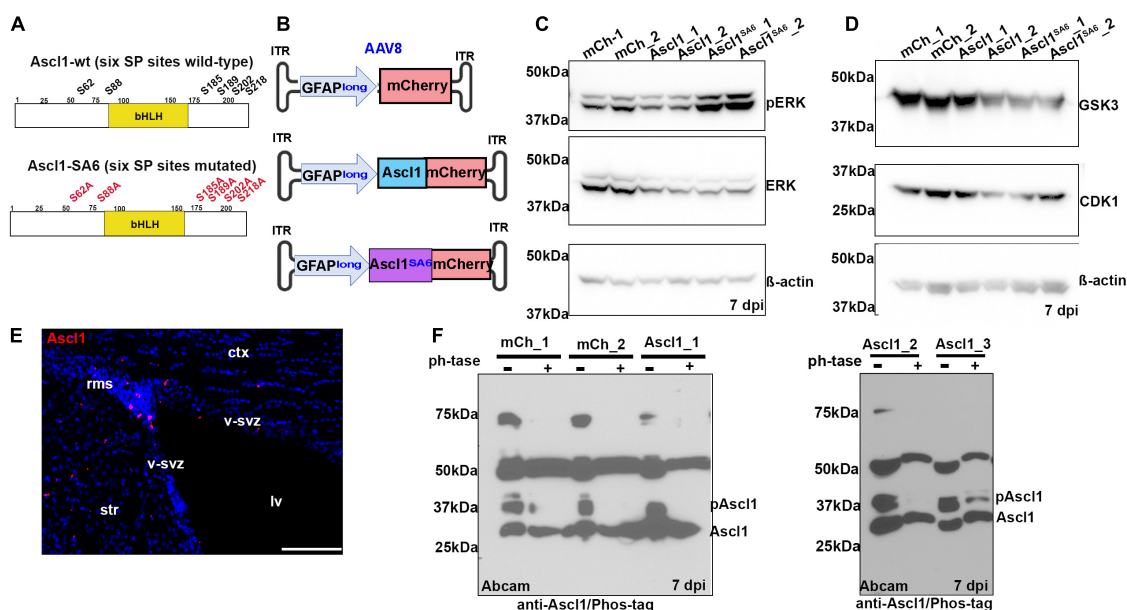 A
Ascl1-wt (six SP sites wild-type)
S62 S88 S185 S189 S202 S218
1 25 50 75 100 150 175 200
bHLH
Ascl1-SA6 (six SP sites mutated)
S62A S88A S185A S189A S202A S218A
1 25 50 75 100 150 175 200
bHLH
B
AAV8
ITR ITR
GFAPlong mCherry
ITR ITR
GFAPlong Ascl1 mCherry
ITR ITR
GFAPlong Ascl1SA6 mCherry
C
mCh-1 mCh_2 Ascl1_1 Ascl1_2 Ascl1SA6_1 Ascl1SA6_2
50kDa
pERK
37kDa
50kDa
ERK
37kDa
50kDa
ß-actin
37kDa
7 dpi
D
mCh_1 mCh_2 Ascl1_1 Ascl1_2 Ascl1SA6_1 Ascl1SA6_2
50kDa
GSK3
37kDa
37kDa
CDK1
25kDa
50kDa
ß-actin
37kDa
7 dpi
E
Ascl1
ctx
rms
v-svz
v-svz
lv
str
F
mCh_1 mCh_2 Ascl1_1
ph-tase - + - + - +
75kDa
50kDa
37kDa
pAscl1
Ascl1
25kDa
Abcam 7 dpi
anti-Ascl1/Phos-tag
Ascl1_2 Ascl1_3
ph-tase - + - +
75kDa
50kDa
37kDa
pAscl1
Ascl1
25kDa
Abcam 7 dpi
anti-Ascl1/Phos-tag